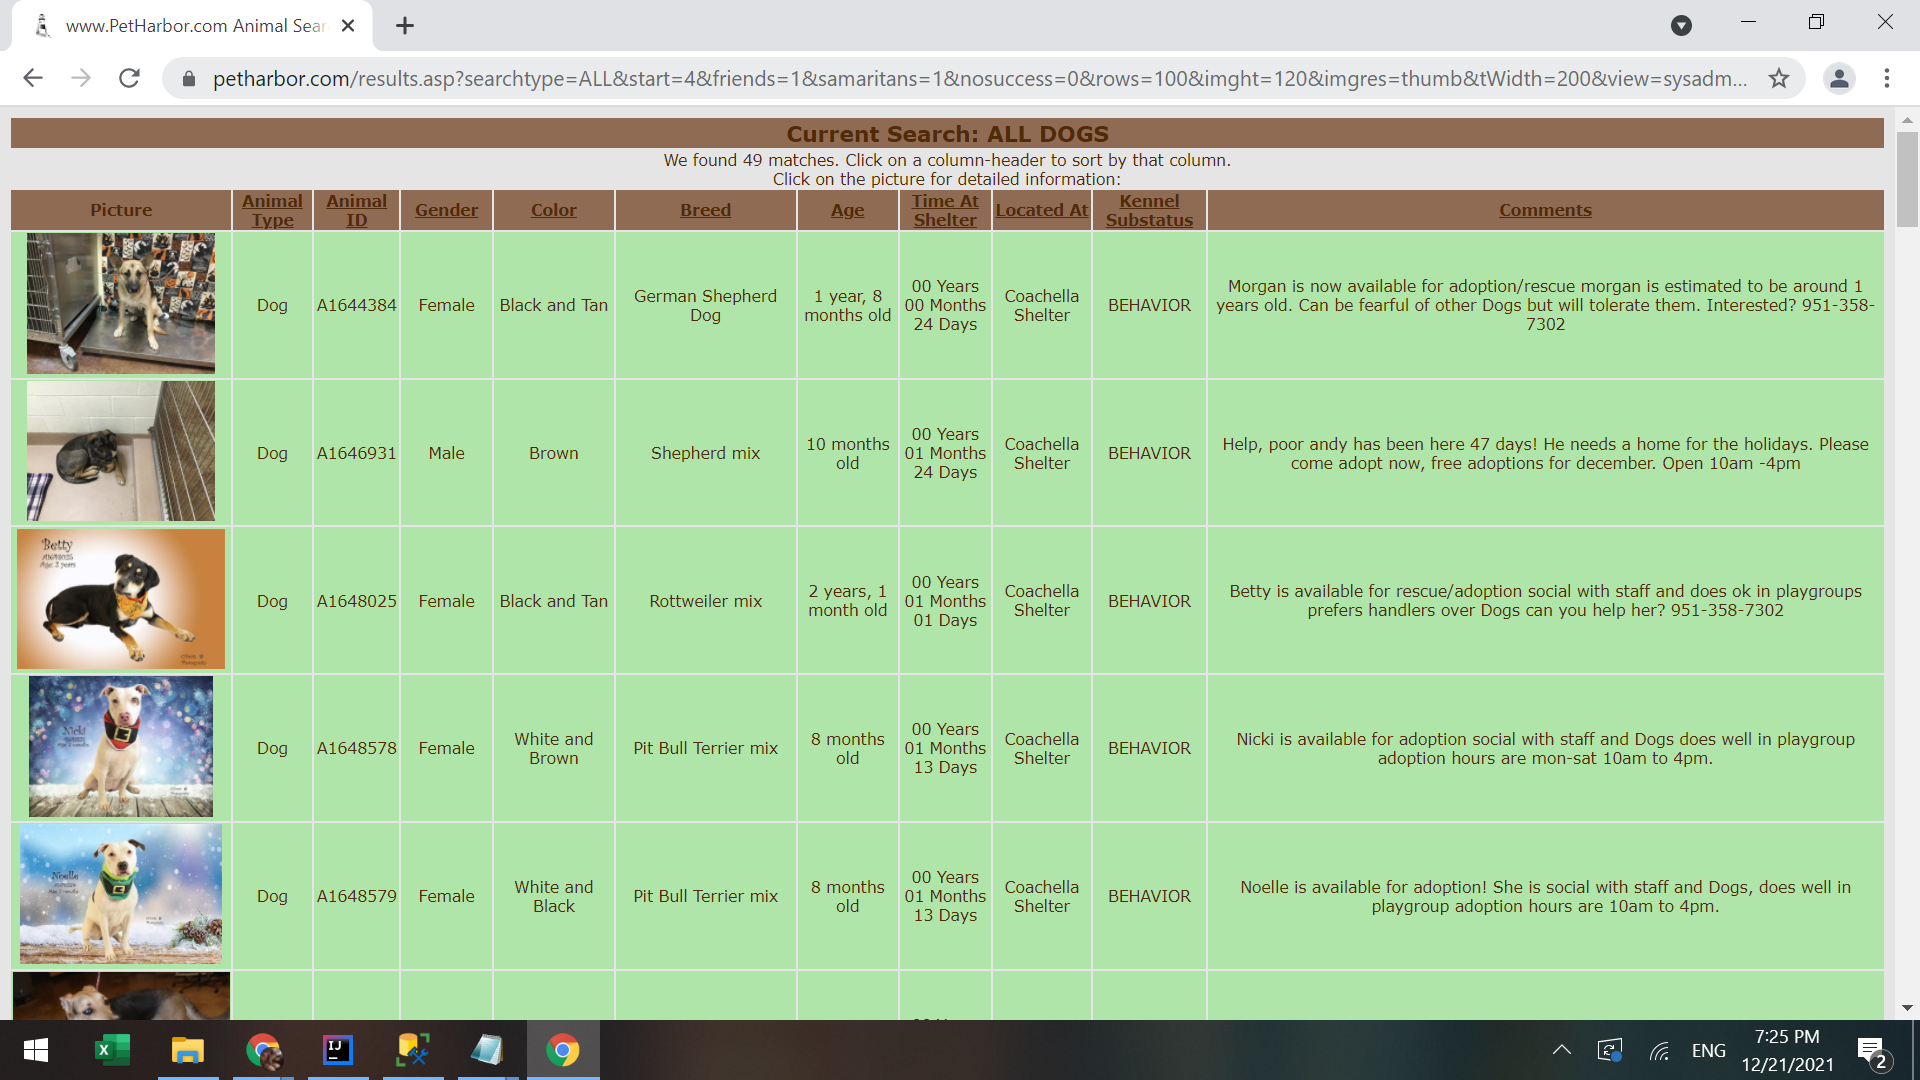 www.PetHarbor.com Animal Sear
petharbor.com/results.asp?searchtype=ALL&start=4&friends=1&samaritans=1&nosuccess=0&rows=100&imght=120&imgres=thumb&tWidth=200&view=sysadm...
Current Search: ALL DOGS
We found 49 matches. Click on a column-header to sort by that column.
Click on the picture for detailed information:
Picture
Animal
Type
Animal
ID
Gender
Color
Breed
Age
Time At
Shelter
Located At
Kennel
Substatus
Comments
Dog
A1644384
Female
Black and Tan
German Shepherd
Dog
1 year, 8
months old
00 Years
00 Months
24 Days
Coachella
Shelter
BEHAVIOR
Morgan is now available for adoption/rescue morgan is estimated to be around 1
years old. Can be fearful of other Dogs but will tolerate them. Interested? 951-358-
7302
Dog
A1646931
Male
Brown
Shepherd mix
10 months
old
00 Years
01 Months
24 Days
Coachella
Shelter
BEHAVIOR
Help, poor andy has been here 47 days! He needs a home for the holidays. Please
come adopt now, free adoptions for december. Open 10am -4pm
Betty
Age: 2 years
Dog
A1648025
Female
Black and Tan
Rottweiler mix
2 years, 1
month old
00 Years
01 Months
01 Days
Coachella
Shelter
BEHAVIOR
Betty is available for rescue/adoption social with staff and does ok in playgroups
prefers handlers over Dogs can you help her? 951-358-7302
Nicki
Dog
A1648578
Female
White and
Brown
Pit Bull Terrier mix
8 months
old
00 Years
01 Months
13 Days
Coachella
Shelter
BEHAVIOR
Nicki is available for adoption social with staff and Dogs does well in playgroup
adoption hours are mon-sat 10am to 4pm.
Noelle
Dog
A1648579
Female
White and
Black
Pit Bull Terrier mix
8 months
old
00 Years
01 Months
13 Days
Coachella
Shelter
BEHAVIOR
Noelle is available for adoption! She is social with staff and Dogs, does well in
playgroup adoption hours are 10am to 4pm.
IJ
ENG
7:25 PM
12/21/2021
2